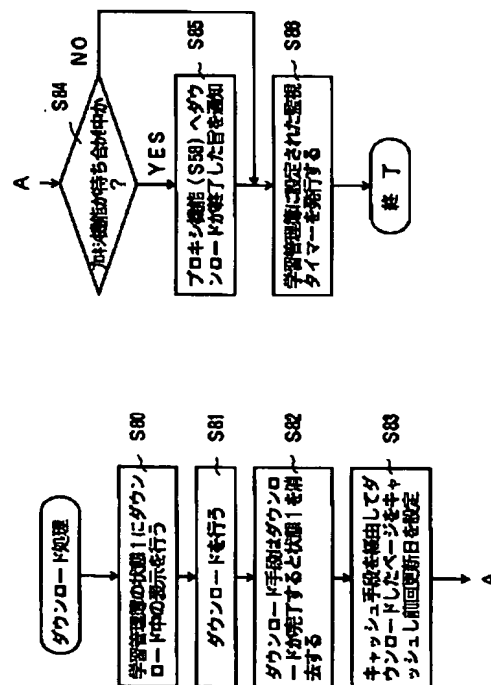 ダウンロード処理
学習管理簿の状態1にダウン
ロード中の表示を行う
S80
ダウンロードを行う
S81
ダウンロード手段はダウンロ
ードが完了すると状態1を消
去する
S82
キャッシュ手段を経由してダ
ウンロードしたページをキャ
ッシュし前回更新日を設定
S83
A
A
S84
プロキシ機能が待ち合わせ中か
?
NO
YES
プロキシ機能(S58)へダウ
ンロードが終了した旨を通知
S85
学習管理簿に設定された監視
タイマーを発行する
S86
終了